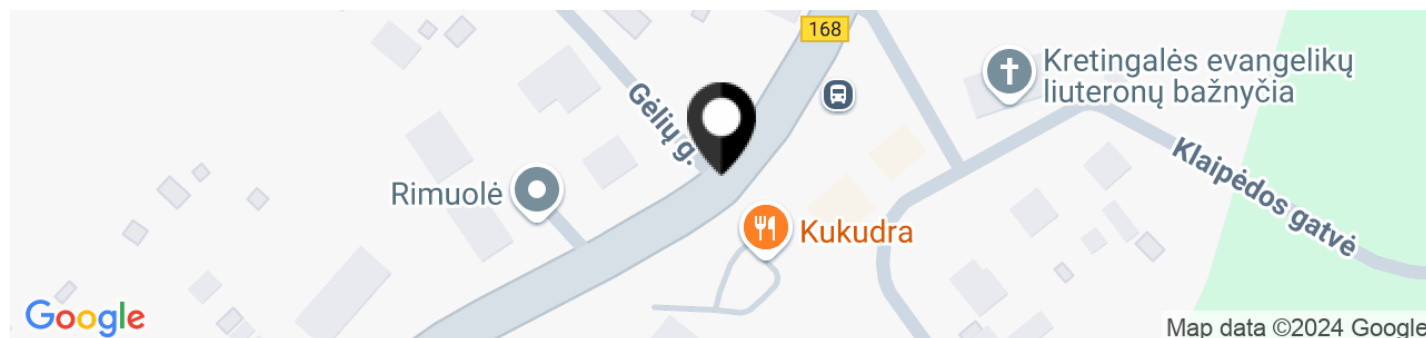 168
Kretingalės evangelikų
liuteronų bažnyčia
Gėlių g.
Klaipėdos gatvė
Rimuolė
Kukudra
Google
Map data ©2024 Google